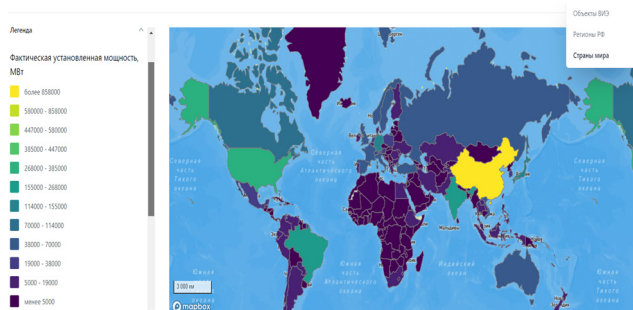 Объекты ВИЭ
Регионы РФ
Страны мира
Легенда
Фактическая установленная мощность,
МВт
более 858000
580000 - 858000
447000 - 580000
385000 - 447000
268000 - 385000
155000 - 268000
114000 - 155000
70000 - 114000
38000 - 70000
19000 - 38000
5000 - 19000
менее 5000
Северная
часть
Тихого
океана
Северная
часть
Атлантического
океана
Северная
часть
Тихого
океана
Мальдивы
Индийский
океан
Южная
часть
Атлантического
океана
Южная
часть
Тихого
океана
Южная
океана
3 000 км
mapbox